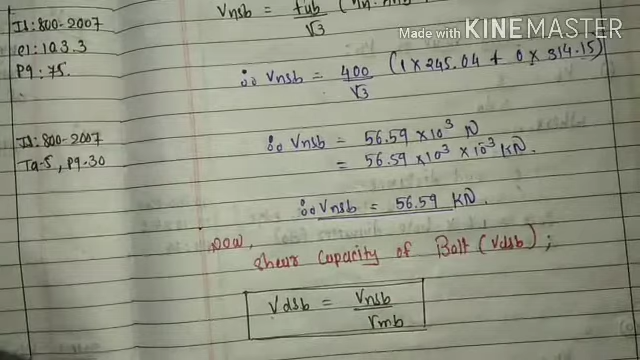 Vnsb = fub/√3 (nn.
Made with KINEMASTER
IS:800-2007
cl:10.3.3
Pg:75.
∴ Vnsb = 400/√3 (1 × 245.04 + 0 × 314.15)
∴ Vnsb = 56.59 × 10³ N
IS:800-2007
= 56.59 × 10³ × 10⁻³ KN.
Ta-5, Pg-30
∴ Vnsb = 56.59 KN.
now,
shear capacity of Bolt (Vdsb) ;
Vdsb = Vnsb/γmb